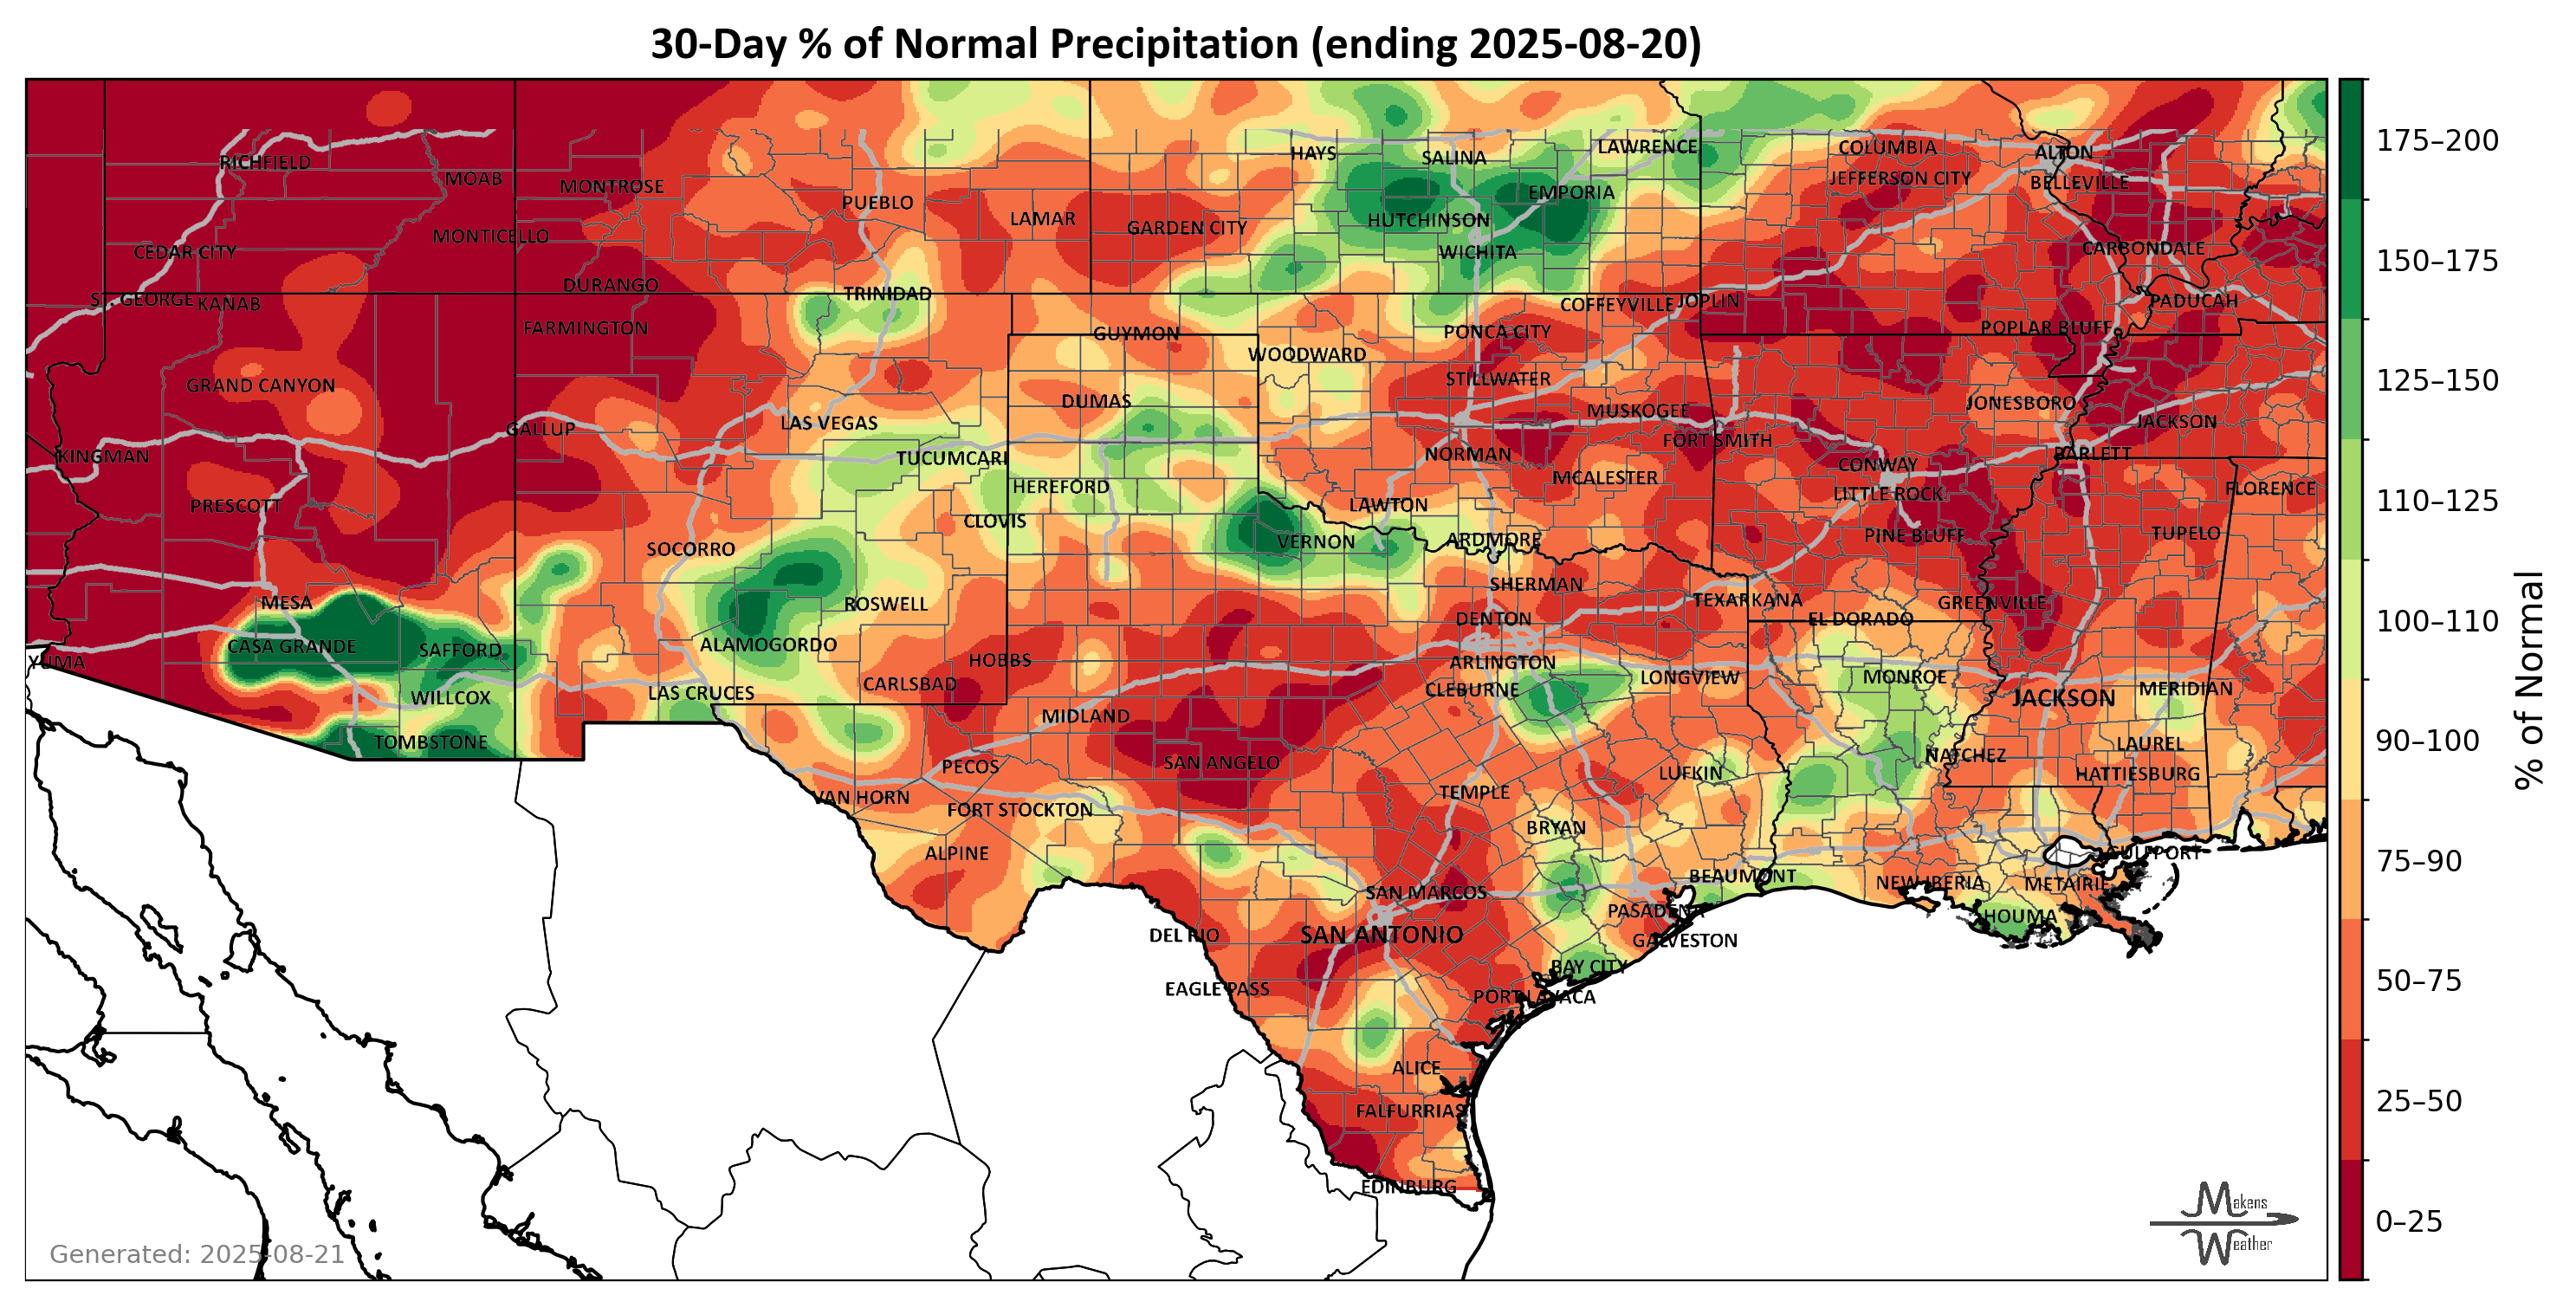 30-Day % of Normal Precipitation (ending 2025-08-20)
HAYS
SALINA
LAWRENCE
COLUMBIA
ALTON
RICHFIELD
MOAB
MONTROSE
JEFFERSON CITY
BELLEVILLE
PUEBLO
EMPORIA
LAMAR
GARDEN CITY
HUTCHINSON
MONTICELLO
CEDAR CITY
WICHITA
CARBONDALE
DURANGO
TRINIDAD
ST. GEORGE
KANAB
COFFEYVILLE
JOPLIN
PADUCAH
FARMINGTON
GUYMON
PONCA CITY
POPLAR BLUFF
WOODWARD
GRAND CANYON
STILLWATER
DUMAS
MUSKOGEE
JONESBORO
LAS VEGAS
JACKSON
GALLUP
FORT SMITH
KINGMAN
TUCUMCARI
NORMAN
BARLETT
CONWAY
HEREFORD
MCALESTER
LITTLE ROCK
FLORENCE
PRESCOTT
LAWTON
CLOVIS
PINE BLUFF
TUPELO
SOCORRO
VERNON
ARDMORE
SHERMAN
MESA
ROSWELL
TEXARKANA
GREENVILLE
DENTON
EL DORADO
CASA GRANDE
SAFFORD
ALAMOGORDO
YUMA
HOBBS
ARLINGTON
LONGVIEW
MONROE
CARLSBAD
CLEBURNE
MERIDIAN
WILLCOX
LAS CRUCES
JACKSON
MIDLAND
TOMBSTONE
LAUREL
NATCHEZ
PECOS
SAN ANGELO
LUFKIN
HATTIESBURG
VAN HORN
FORT STOCKTON
TEMPLE
BRYAN
ALPINE
GULFPORT
BEAUMONT
NEW IBERIA
METAIRIE
SAN MARCOS
PASADENA
HOUMA
DEL RIO
SAN ANTONIO
GALVESTON
BAY CITY
EAGLE PASS
PORT LAVACA
ALICE
FALFURRIAS
EDINBURG
Generated: 2025-08-21
Makens
Weather
175–200
150–175
125–150
110–125
100–110
90–100
75–90
50–75
25–50
0–25
% of Normal